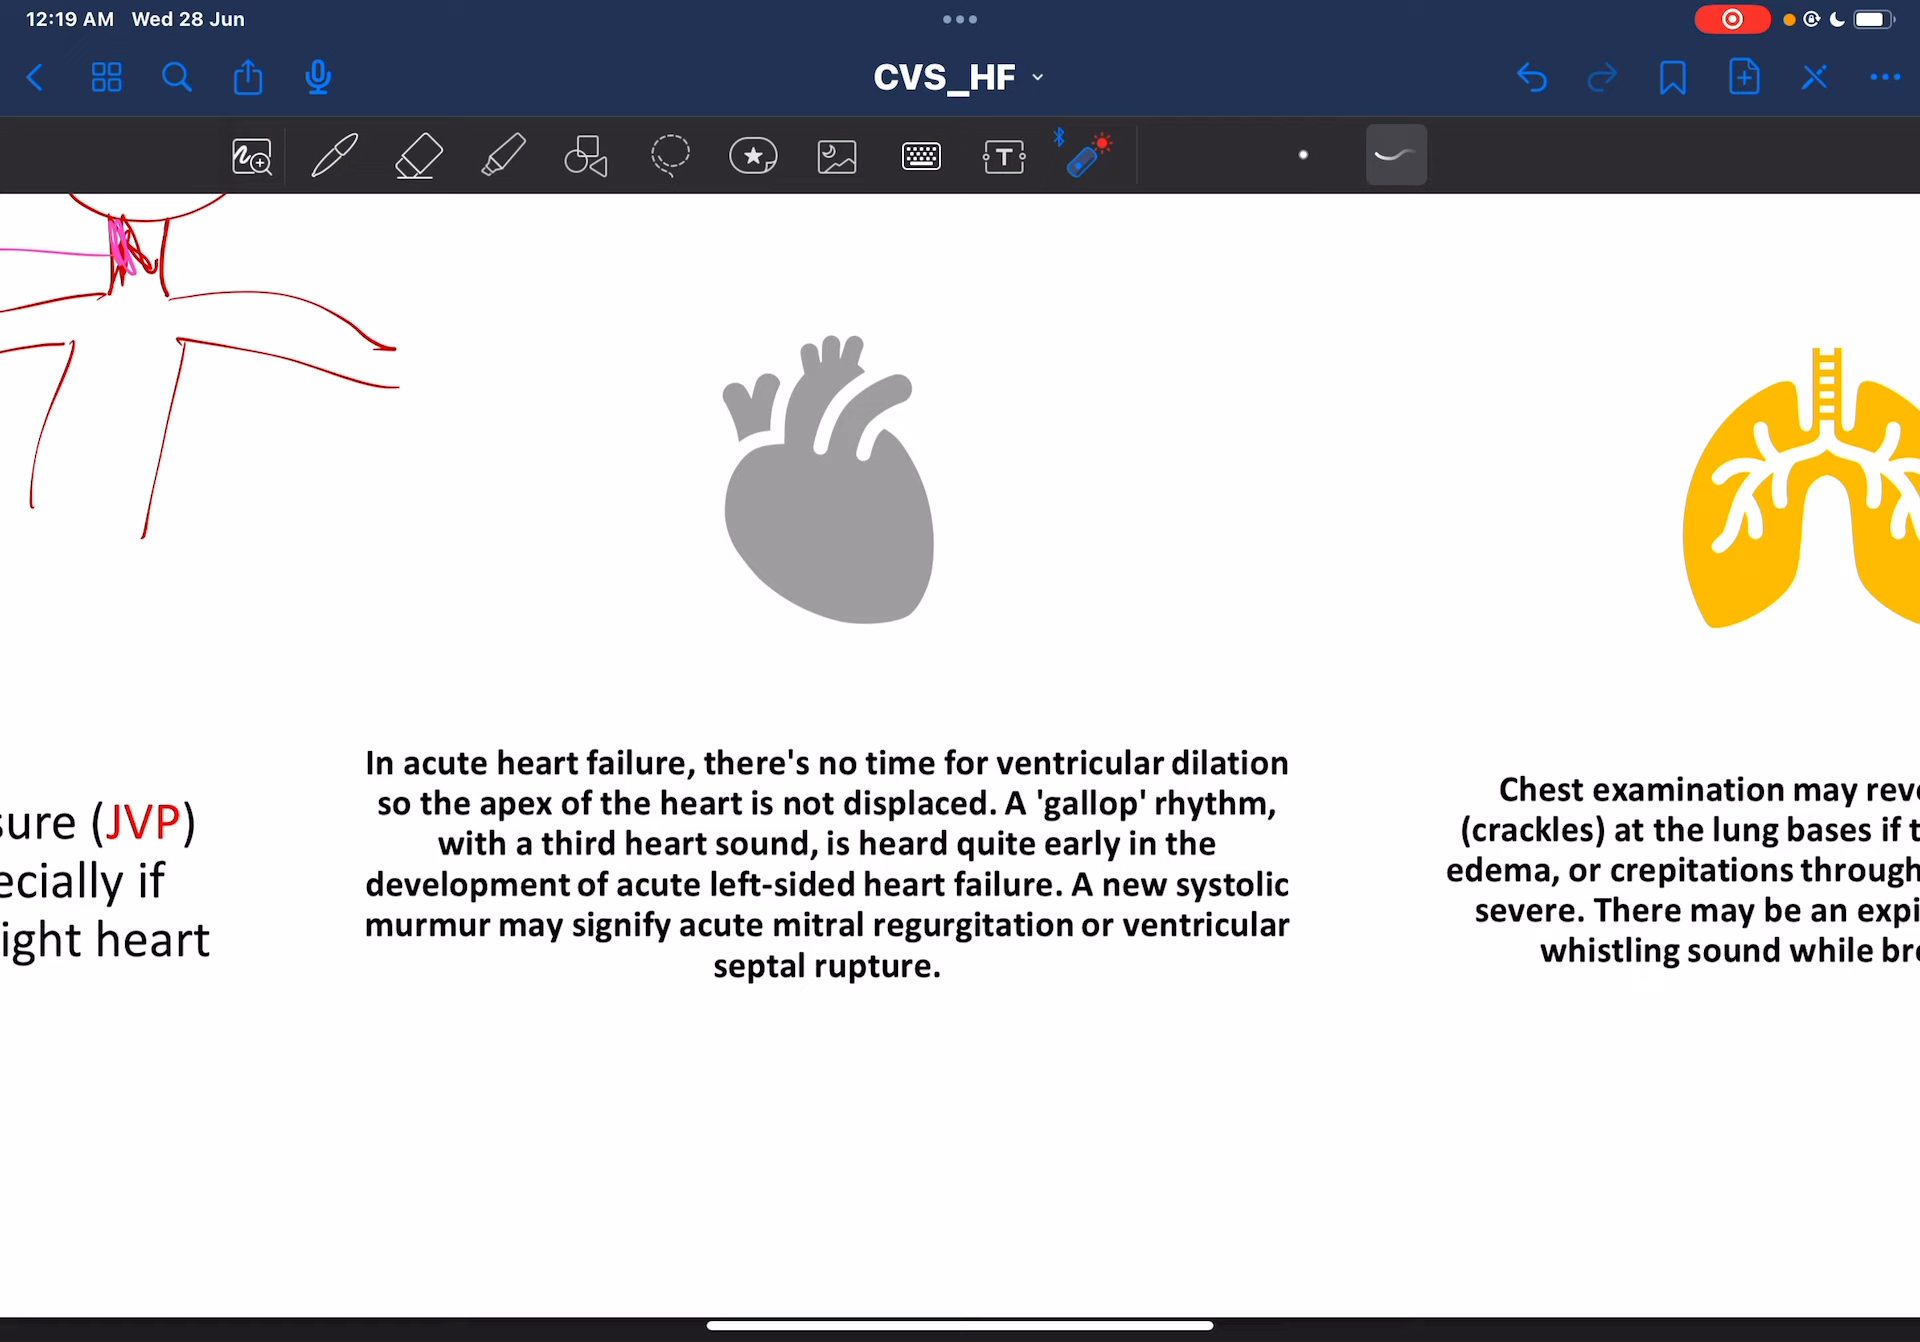 12:19 AM Wed 28 Jun
CVS_HF
sure (JVP)
ecially if
ight heart
In acute heart failure, there's no time for ventricular dilation
so the apex of the heart is not displaced. A 'gallop' rhythm,
with a third heart sound, is heard quite early in the
development of acute left-sided heart failure. A new systolic
murmur may signify acute mitral regurgitation or ventricular
septal rupture.
Chest examination may reve
(crackles) at the lung bases if t
edema, or crepitations through
severe. There may be an expi
whistling sound while bre